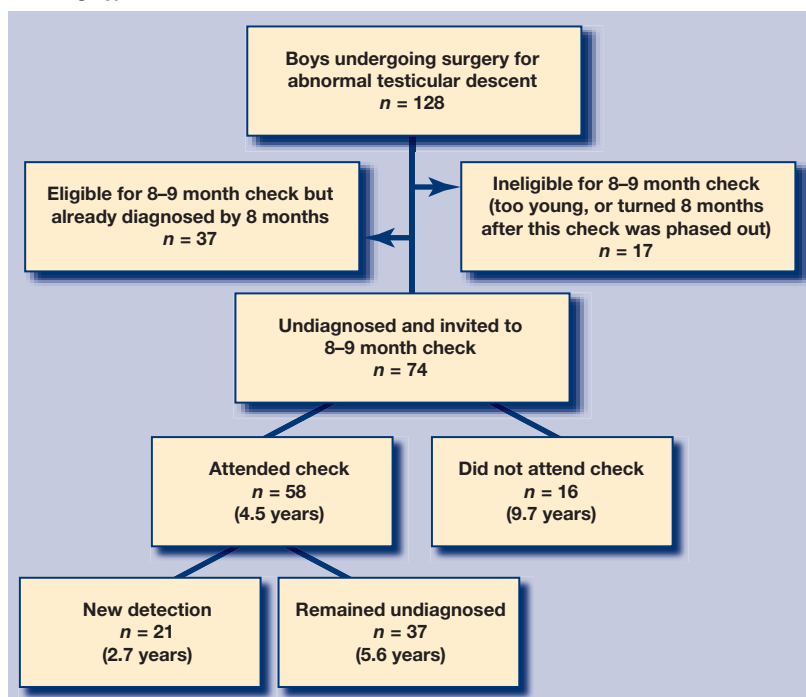 Boys undergoing surgery for
abnormal testicular descent
n = 128
Eligible for 8–9 month check but
already diagnosed by 8 months
n = 37
Ineligible for 8–9 month check
(too young, or turned 8 months
after this check was phased out)
n = 17
Undiagnosed and invited to
8–9 month check
n = 74
Attended check
n = 58
(4.5 years)
Did not attend check
n = 16
(9.7 years)
New detection
n = 21
(2.7 years)
Remained undiagnosed
n = 37
(5.6 years)